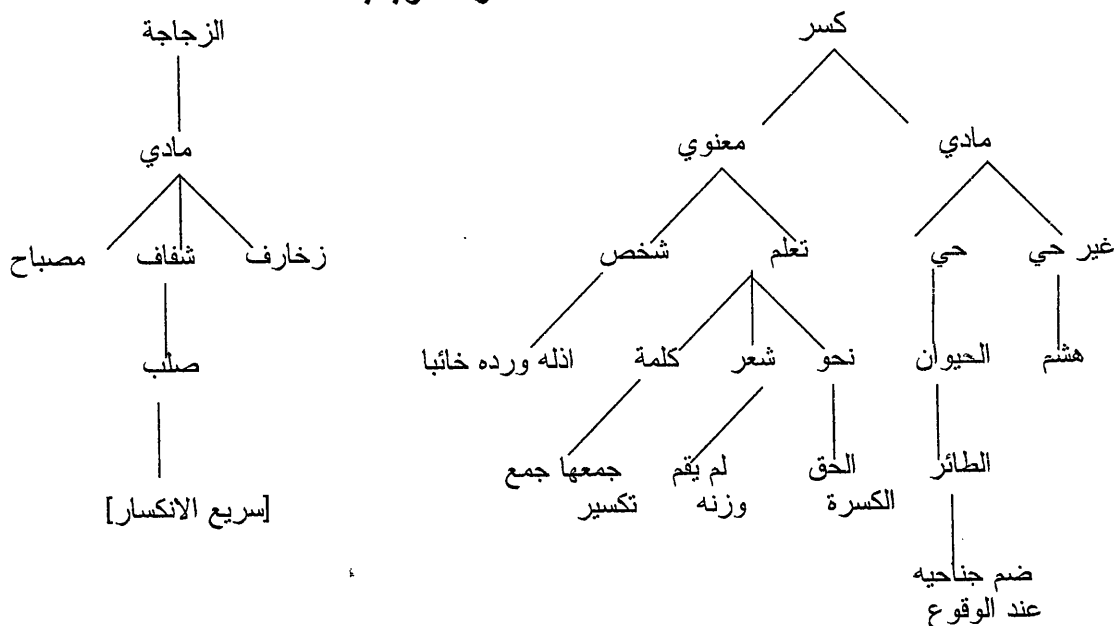 كسر
الزجاجة
مادي
معنوي
مادي
غير حي
حي
تعلم
شخص
زخارف
شفاف
مصباح
هشم
الحيوان
نحو
شعر
كلمة
اذله ورده خائبا
صلب
الطائر
الحق
الكسرة
لم يقم
وزنه
جمعها جمع
تكسير
[سريع الانكسار]
ضم جناحيه
عند الوقوع